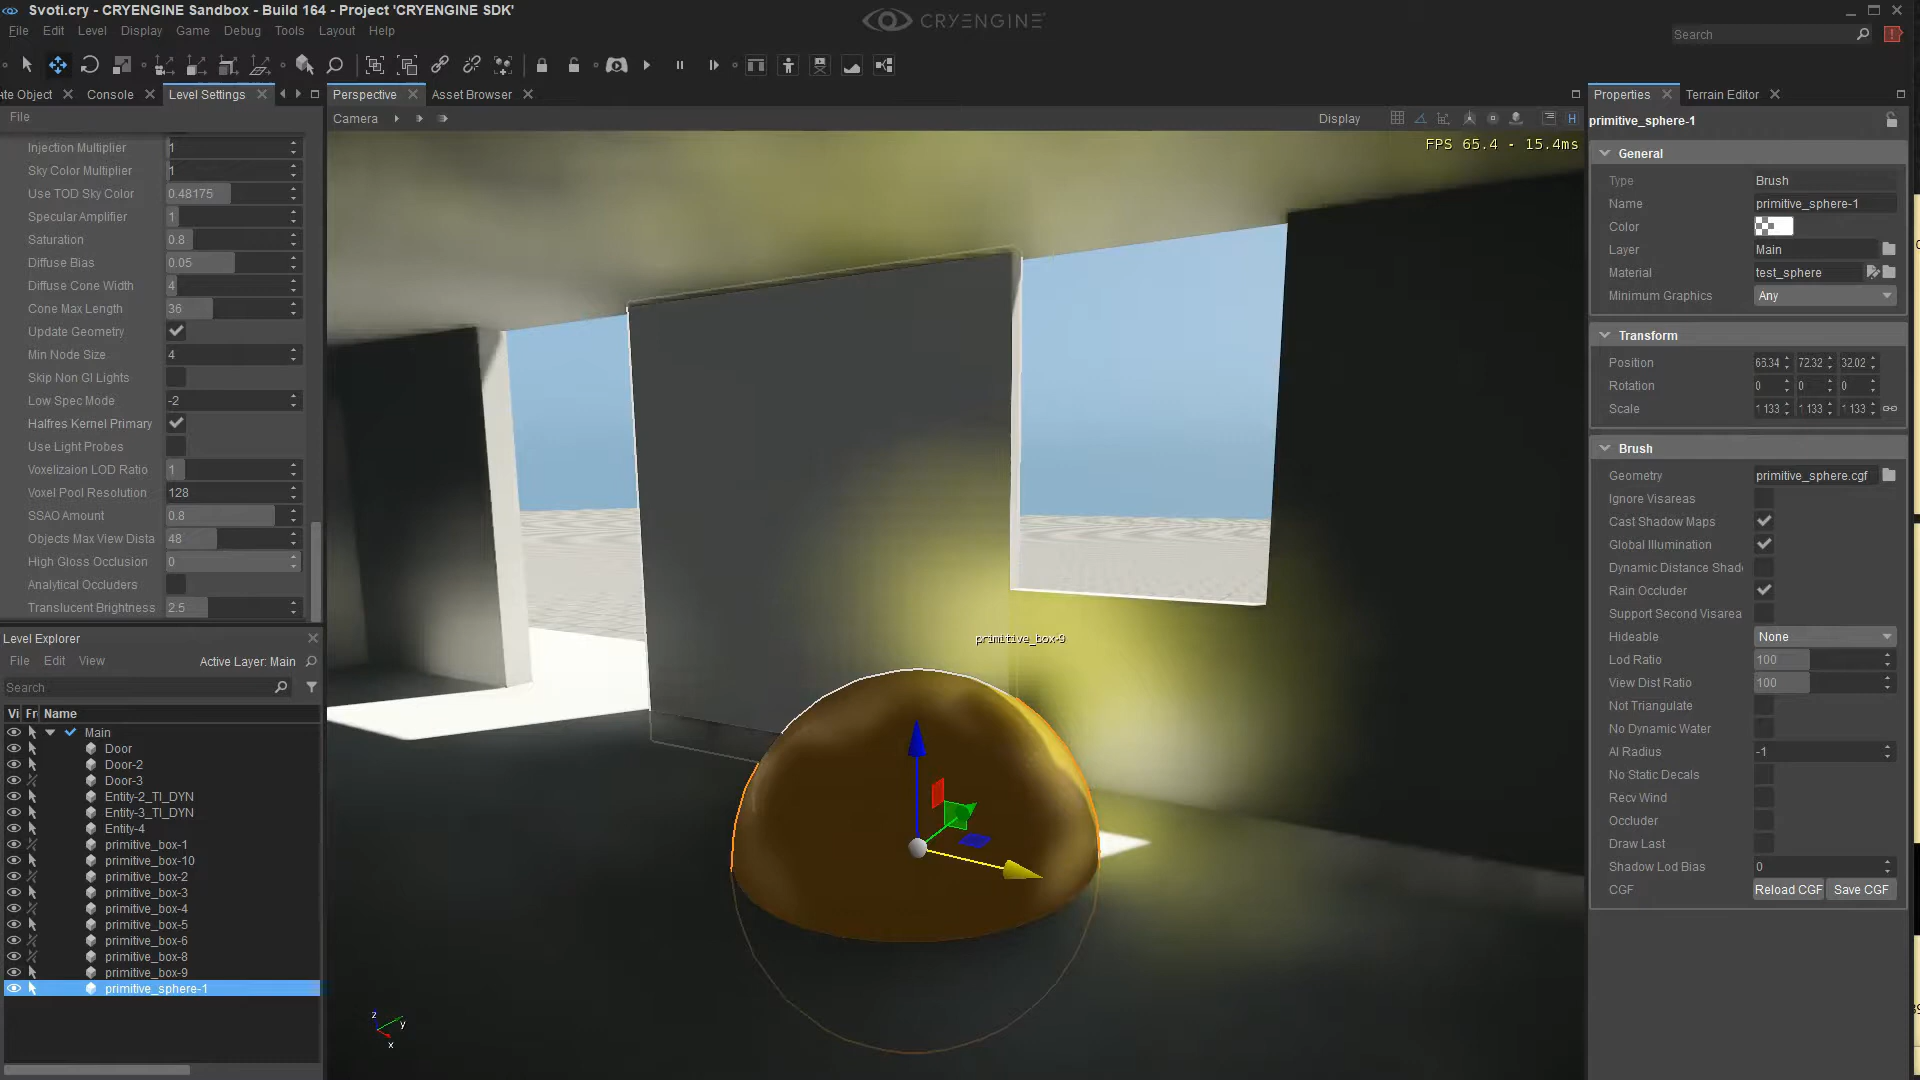 Svoti.cry - CRYENGINE Sandbox - Build 164 - Project 'CRYENGINE SDK'
CRYENGINE
File Edit Level Display Game Debug Tools Layout Help
Search
ate Object Console Level Settings
File
Injection Multiplier 1
Sky Color Multiplier 1
Use TOD Sky Color 0.48175
Specular Amplifier 1
Saturation 0.8
Diffuse Bias 0.05
Diffuse Cone Width 4
Cone Max Length 36
Update Geometry
Min Node Size 4
Skip Non GI Lights
Low Spec Mode -2
Halfres Kernel Primary
Use Light Probes
Voxelizaion LOD Ratio 1
Voxel Pool Resolution 128
SSAO Amount 0.8
Objects Max View Dista 48
High Gloss Occlusion 0
Analytical Occluders
Translucent Brightness 2.5
Level Explorer
File Edit View Active Layer: Main
Search
Vi Fr Name
Main
Door
Door-2
Door-3
Entity-2_TI_DYN
Entity-3_TI_DYN
Entity-4
primitive_box-1
primitive_box-10
primitive_box-2
primitive_box-3
primitive_box-4
primitive_box-5
primitive_box-6
primitive_box-8
primitive_box-9
primitive_sphere-1
Perspective Asset Browser
Camera Display H
FPS 65.4 - 15.4ms
primitive_box-9
z
y
x
Properties Terrain Editor
primitive_sphere-1
General
Type Brush
Name primitive_sphere-1
Color
Layer Main
Material test_sphere
Minimum Graphics Any
Transform
Position 66.34 72.32 32.02
Rotation 0 0 0
Scale 1.133 1.133 1.133
Brush
Geometry primitive_sphere.cgf
Ignore Visareas
Cast Shadow Maps
Global Illumination
Dynamic Distance Shad
Rain Occluder
Support Second Visarea
Hideable None
Lod Ratio 100
View Dist Ratio 100
Not Triangulate
No Dynamic Water
AI Radius -1
No Static Decals
Recv Wind
Occluder
Draw Last
Shadow Lod Bias 0
CGF Reload CGF Save CGF